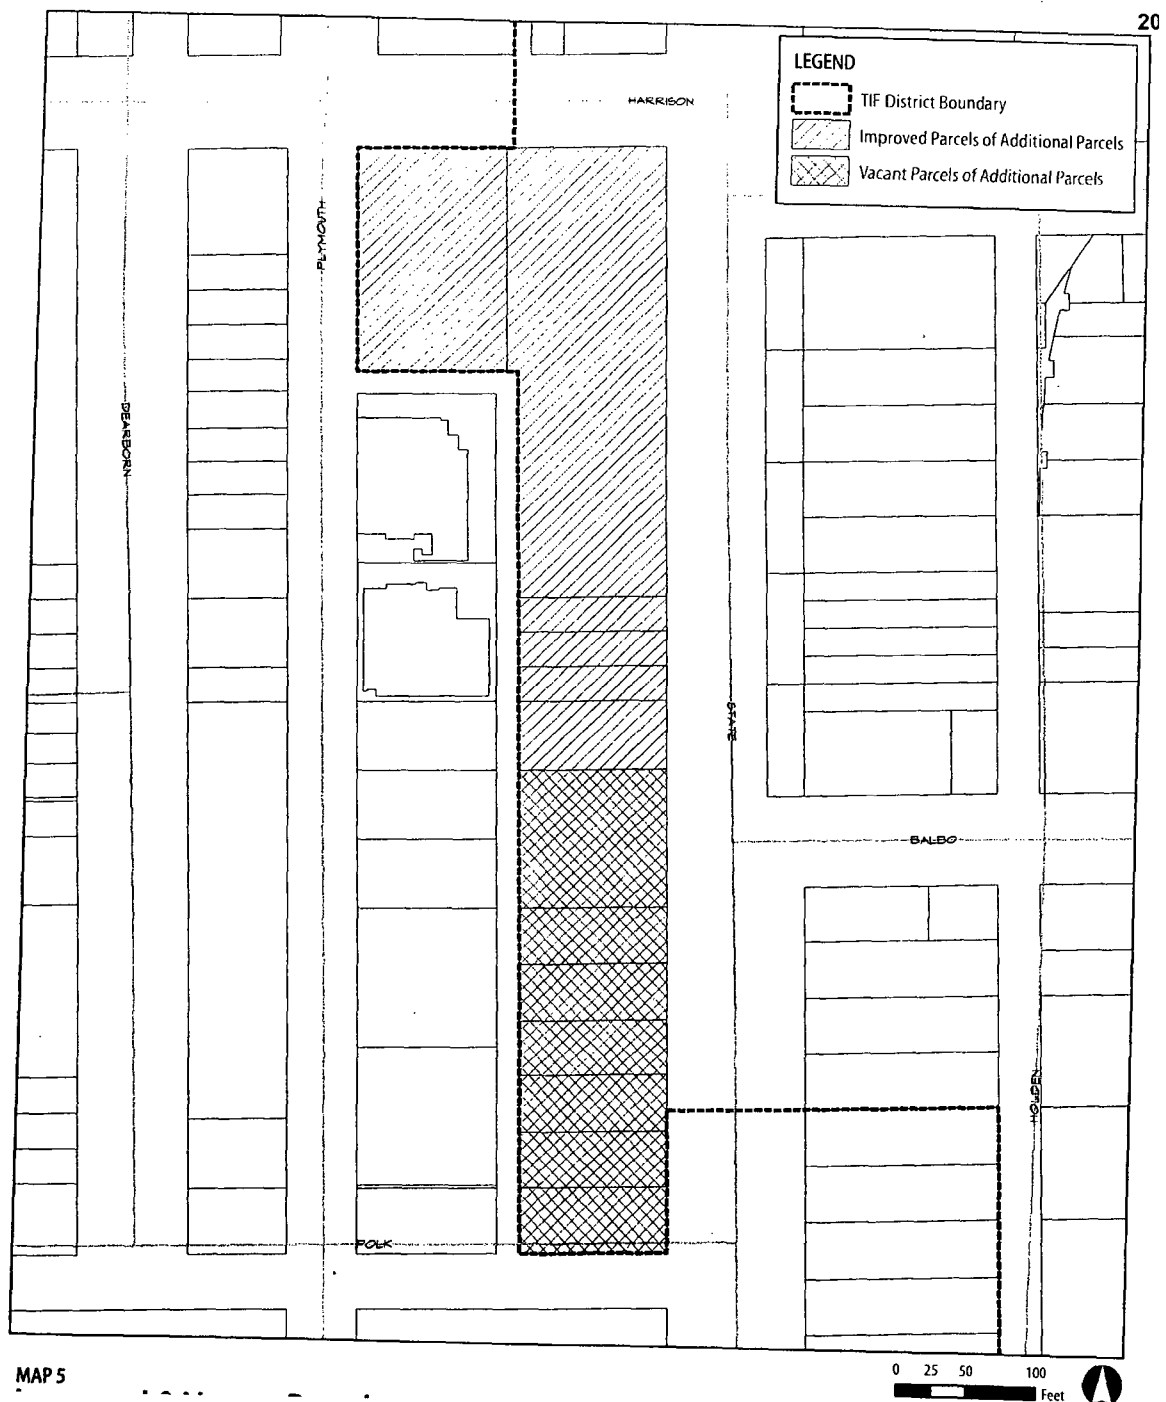 20
LEGEND
TIF District Boundary
Improved Parcels of Additional Parcels
Vacant Parcels of Additional Parcels
HARRISON
PLYMOUTH
DEARBORN
STATE
BALBO
HOLDEN
POLK
MAP 5
0 25 50 100
Feet